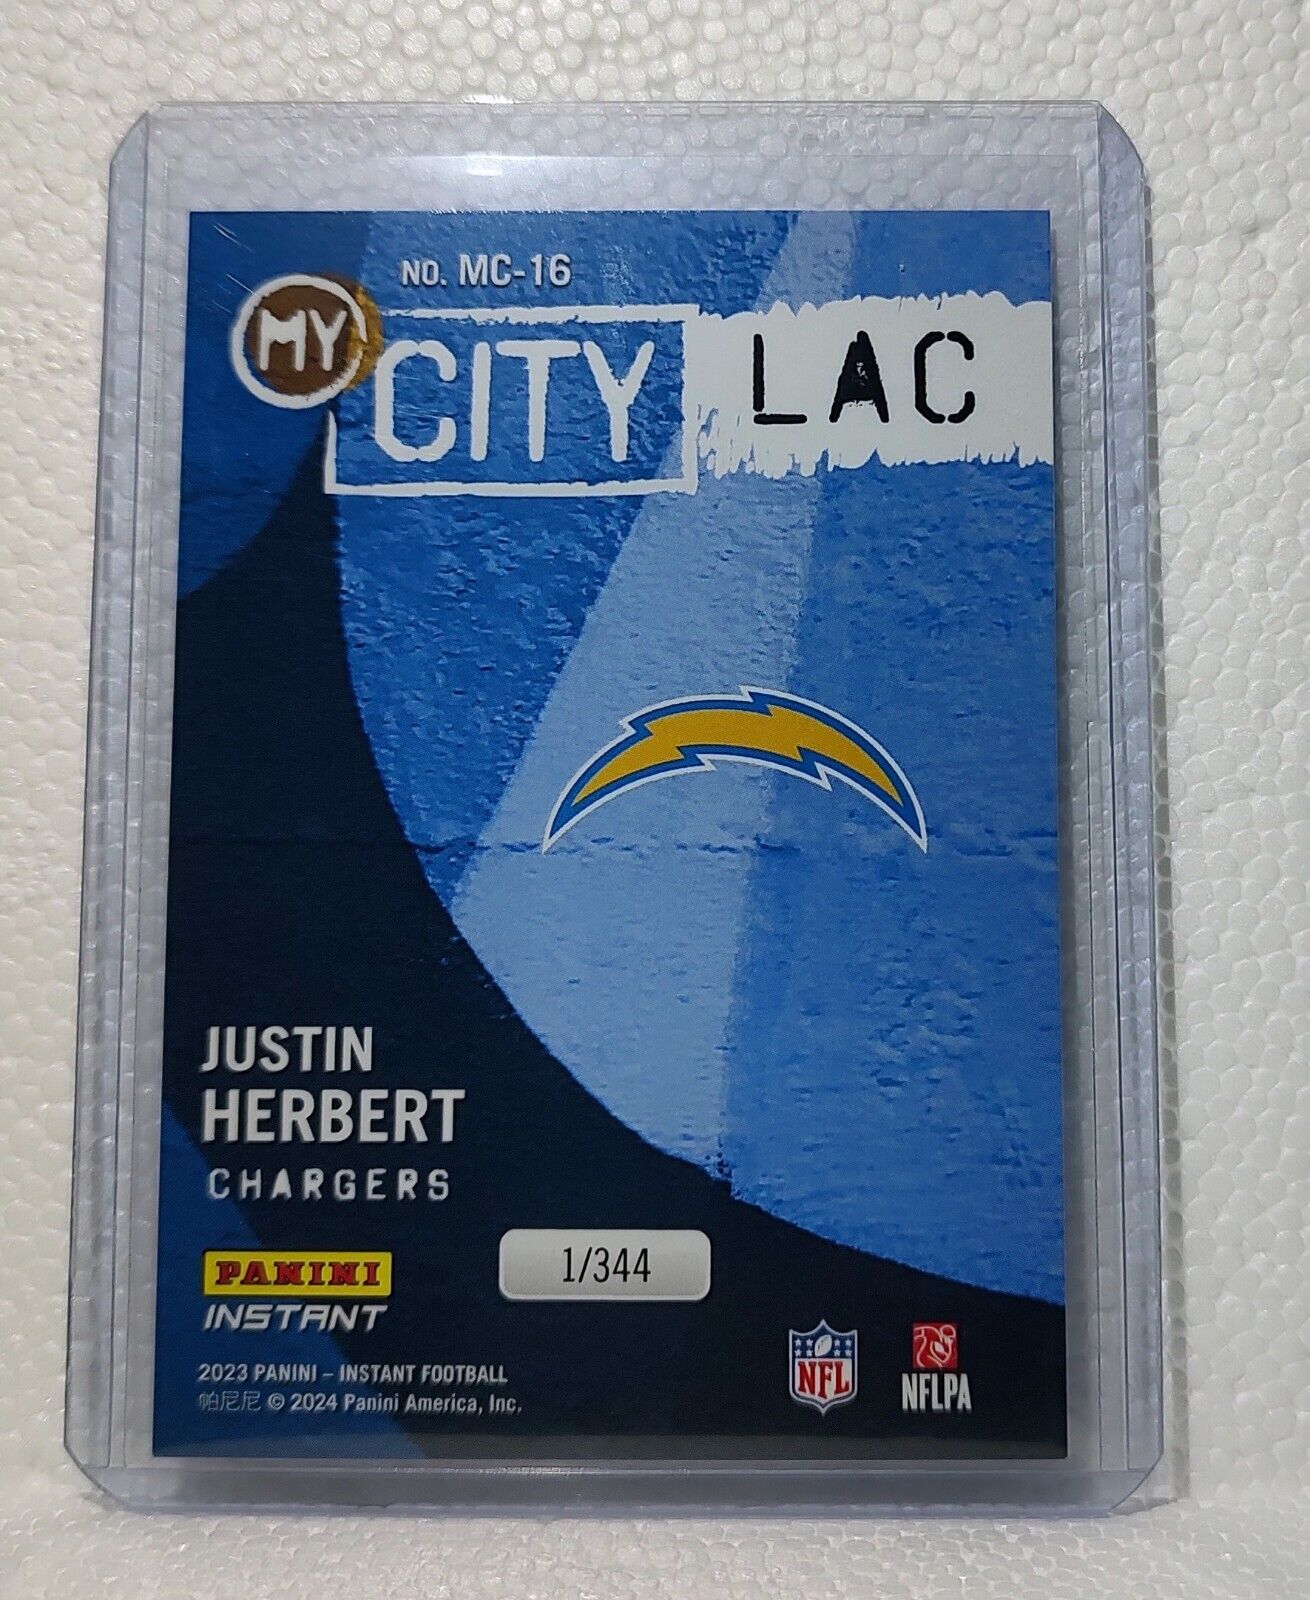 NO. MC-16
MY CITY LAC
JUSTIN
HERBERT
CHARGERS
PANINI
INSTANT
1/344
2023 PANINI – INSTANT FOOTBALL
帕尼尼 © 2024 Panini America, Inc.
NFL
NFLPA